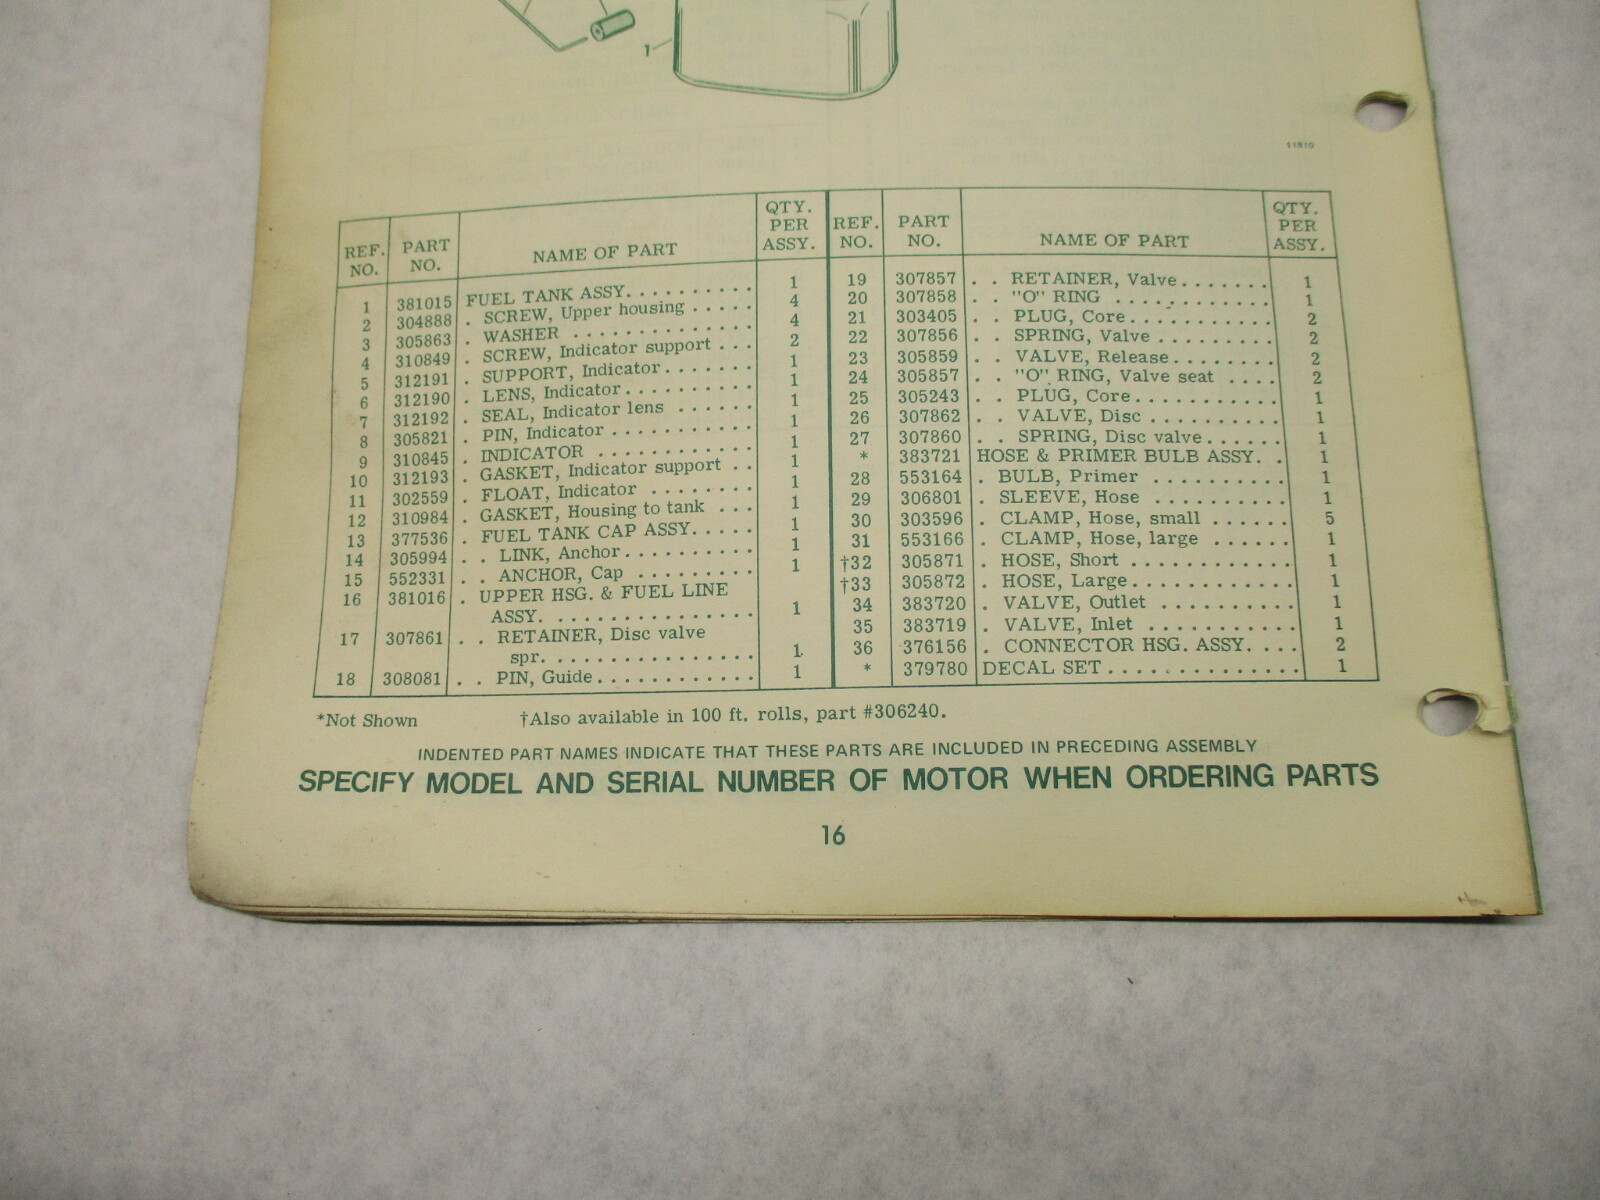 1
11810
REF. NO. PART NO. NAME OF PART QTY. PER ASSY.
1 381015 FUEL TANK ASSY. . . . . . . . . . . 1
2 304888 . SCREW, Upper housing . . . . . 4
3 305863 . WASHER . . . . . . . . . . . . . . 4
4 310849 . SCREW, Indicator support . . . 2
5 312191 . SUPPORT, Indicator . . . . . . . 1
6 312190 . LENS, Indicator . . . . . . . . . . 1
7 312192 . SEAL, Indicator lens . . . . . . 1
8 305821 . PIN, Indicator . . . . . . . . . . . 1
9 310845 . INDICATOR . . . . . . . . . . . . 1
10 312193 . GASKET, Indicator support . . 1
11 302559 . FLOAT, Indicator . . . . . . . . 1
12 310984 . GASKET, Housing to tank . . . 1
13 377536 . FUEL TANK CAP ASSY. . . . . . 1
14 305994 . . LINK, Anchor . . . . . . . . . . 1
15 552331 . . ANCHOR, Cap . . . . . . . . . 1
16 381016 . UPPER HSG. & FUEL LINE
ASSY. . . . . . . . . . . . . . . . . 1
17 307861 . . RETAINER, Disc valve
spr. . . . . . . . . . . . . . . . 1
18 308081 . . PIN, Guide . . . . . . . . . . . . 1
REF. NO. PART NO. NAME OF PART QTY. PER ASSY.
19 307857 . . RETAINER, Valve . . . . . . . 1
20 307858 . . "O" RING . . . . . . . . . . . . 1
21 303405 . . PLUG, Core . . . . . . . . . . . 2
22 307856 . . SPRING, Valve . . . . . . . . . 2
23 305859 . . VALVE, Release . . . . . . . . 2
24 305857 . . "O" RING, Valve seat . . . . 2
25 305243 . . PLUG, Core . . . . . . . . . . . 1
26 307862 . . VALVE, Disc . . . . . . . . . . 1
27 307860 . . SPRING, Disc valve . . . . . . 1
* 383721 HOSE & PRIMER BULB ASSY. . . 1
28 553164 . BULB, Primer . . . . . . . . . . 1
29 306801 . SLEEVE, Hose . . . . . . . . . . 1
30 303596 . CLAMP, Hose, small . . . . . . 5
31 553166 . CLAMP, Hose, large . . . . . . 1
†32 305871 . HOSE, Short . . . . . . . . . . . . 1
†33 305872 . HOSE, Large . . . . . . . . . . . . 1
34 383720 . VALVE, Outlet . . . . . . . . . . 1
35 383719 . VALVE, Inlet . . . . . . . . . . . 1
36 376156 . CONNECTOR HSG. ASSY. . . . . 2
* 379780 DECAL SET . . . . . . . . . . . . . . . 1
*Not Shown †Also available in 100 ft. rolls, part #306240.
INDENTED PART NAMES INDICATE THAT THESE PARTS ARE INCLUDED IN PRECEDING ASSEMBLY
SPECIFY MODEL AND SERIAL NUMBER OF MOTOR WHEN ORDERING PARTS
16